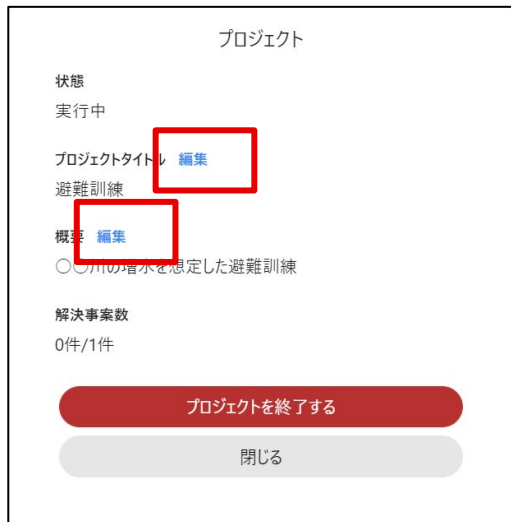 プロジェクト
状態
実行中
プロジェクトタイトル 編集
避難訓練
概要 編集
○○川の増水を想定した避難訓練
解決事案数
0件/1件
プロジェクトを終了する
閉じる